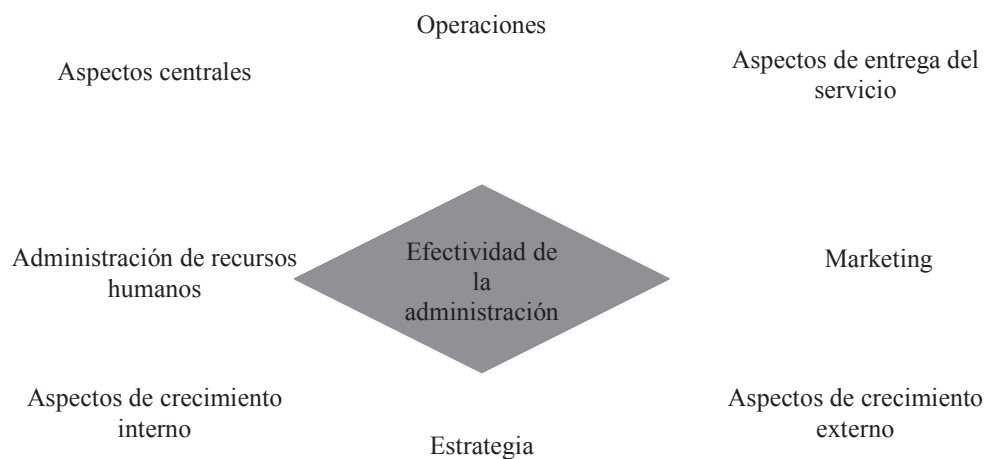 Operaciones
Aspectos centrales
Aspectos de entrega del
servicio
Administración de recursos
humanos
Efectividad de
la
administración
Marketing
Aspectos de crecimiento
interno
Estrategia
Aspectos de crecimiento
externo